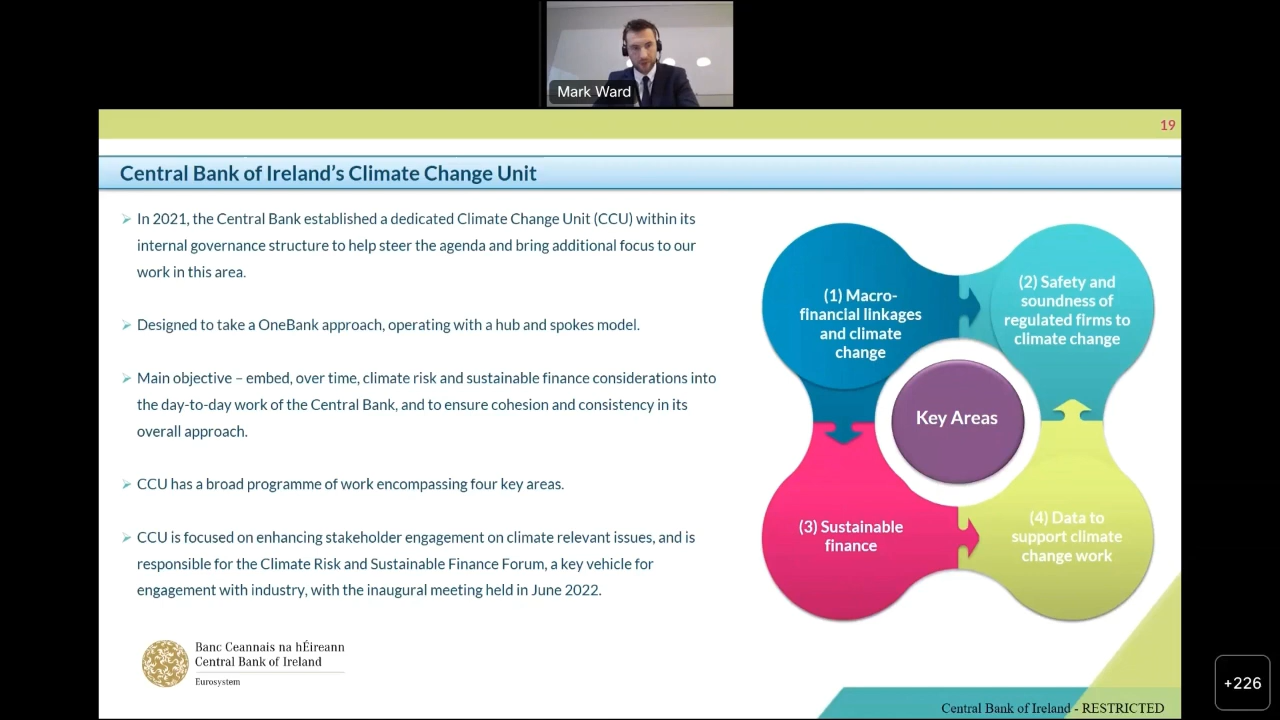 Mark Ward
19
Central Bank of Ireland's Climate Change Unit
In 2021, the Central Bank established a dedicated Climate Change Unit (CCU) within its
internal governance structure to help steer the agenda and bring additional focus to our
work in this area.
Designed to take a OneBank approach, operating with a hub and spokes model.
Main objective – embed, over time, climate risk and sustainable finance considerations into
the day-to-day work of the Central Bank, and to ensure cohesion and consistency in its
overall approach.
CCU has a broad programme of work encompassing four key areas.
CCU is focused on enhancing stakeholder engagement on climate relevant issues, and is
responsible for the Climate Risk and Sustainable Finance Forum, a key vehicle for
engagement with industry, with the inaugural meeting held in June 2022.
(1) Macro-
financial linkages
and climate
change
(2) Safety and
soundness of
regulated firms to
climate change
Key Areas
(3) Sustainable
finance
(4) Data to
support climate
change work
Banc Ceannais na hÉireann
Central Bank of Ireland
Eurosystem
+226
Central Bank of Ireland - RESTRICTED